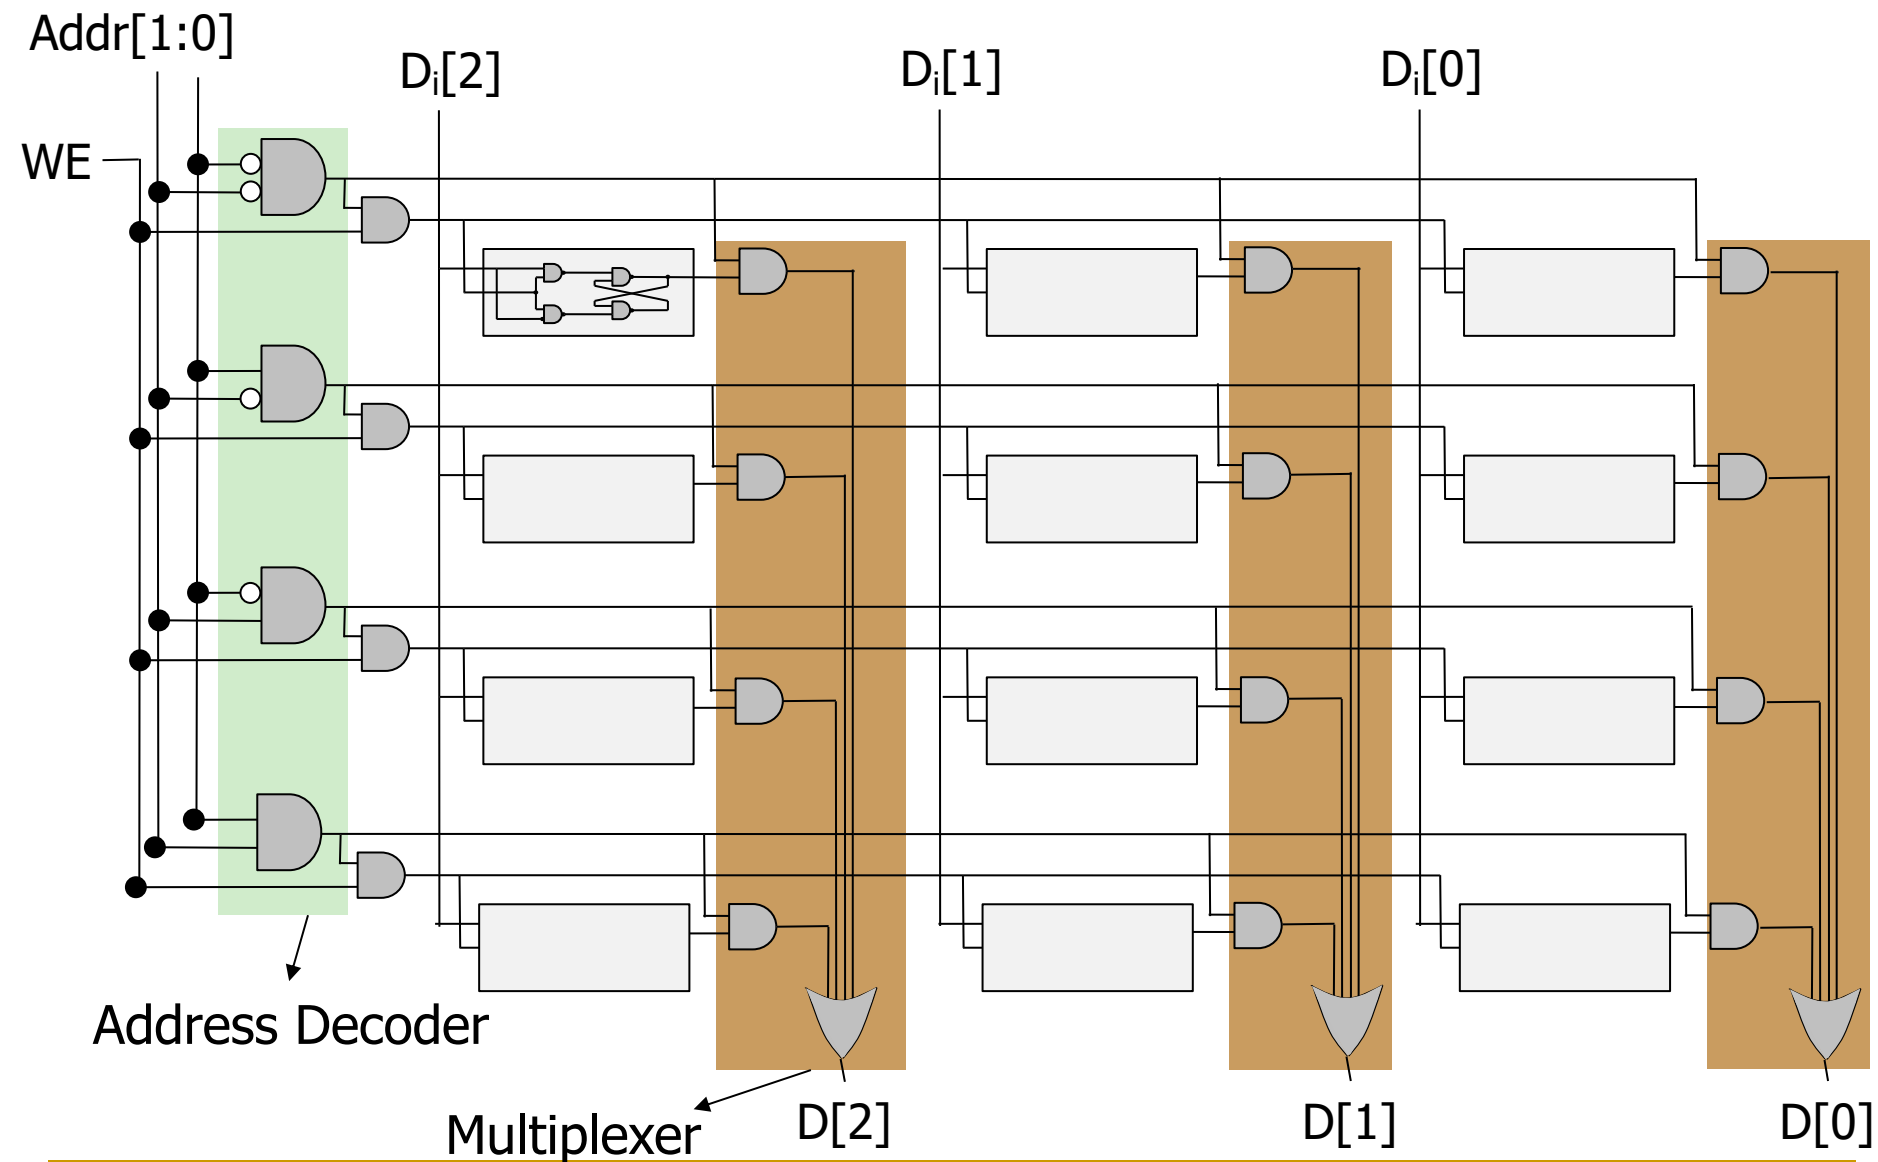 Addr[1:0]
Di[2]
Di[1]
Di[0]
WE
Address Decoder
Multiplexer
D[2]
D[1]
D[0]